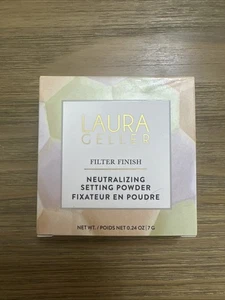 LAURA
GELLER
FILTER FINISH
NEUTRALIZING
SETTING POWDER
FIXATEUR EN POUDRE
NET WT. / POIDS NET 0.24 OZ | 7 G